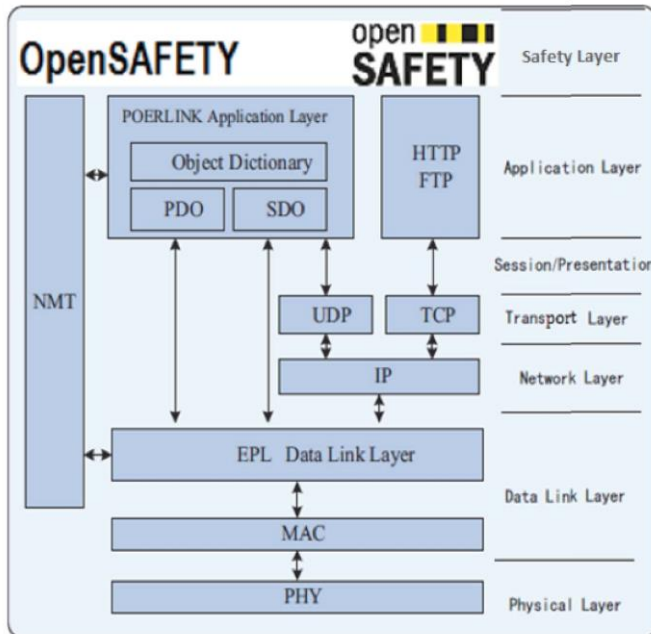 OpenSAFETY
open
SAFETY
Safety Layer
POERLINK Application Layer
Object Dictionary
PDO
SDO
HTTP
FTP
Application Layer
Session/Presentation
NMT
UDP
TCP
Transport Layer
IP
Network Layer
EPL Data Link Layer
Data Link Layer
MAC
PHY
Physical Layer